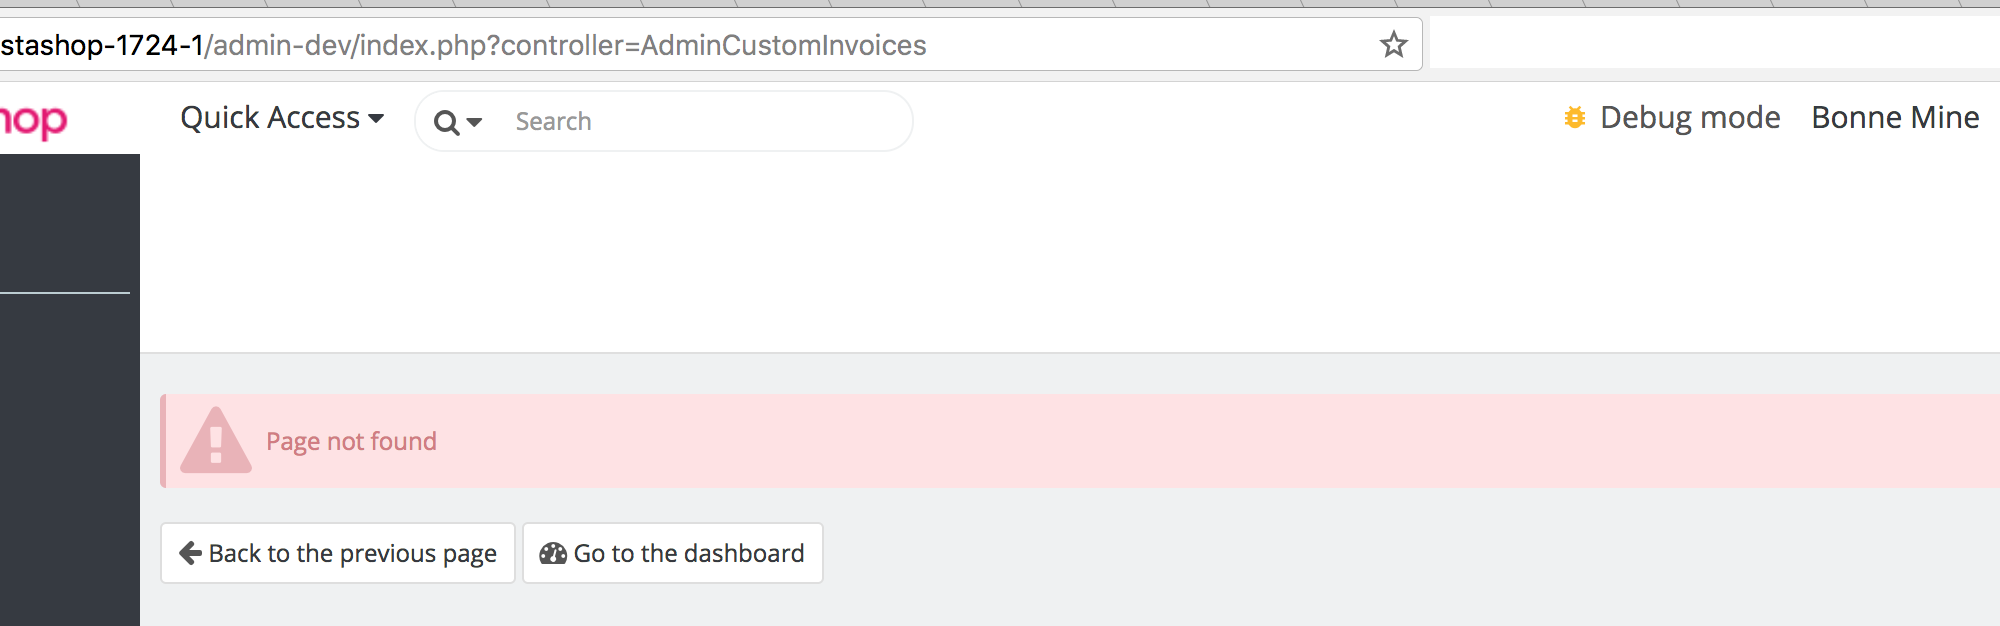 stashop-1724-1/admin-dev/index.php?controller=AdminCustomInvoices
hop
Quick Access
Search
Debug mode
Bonne Mine
Page not found
Back to the previous page
Go to the dashboard